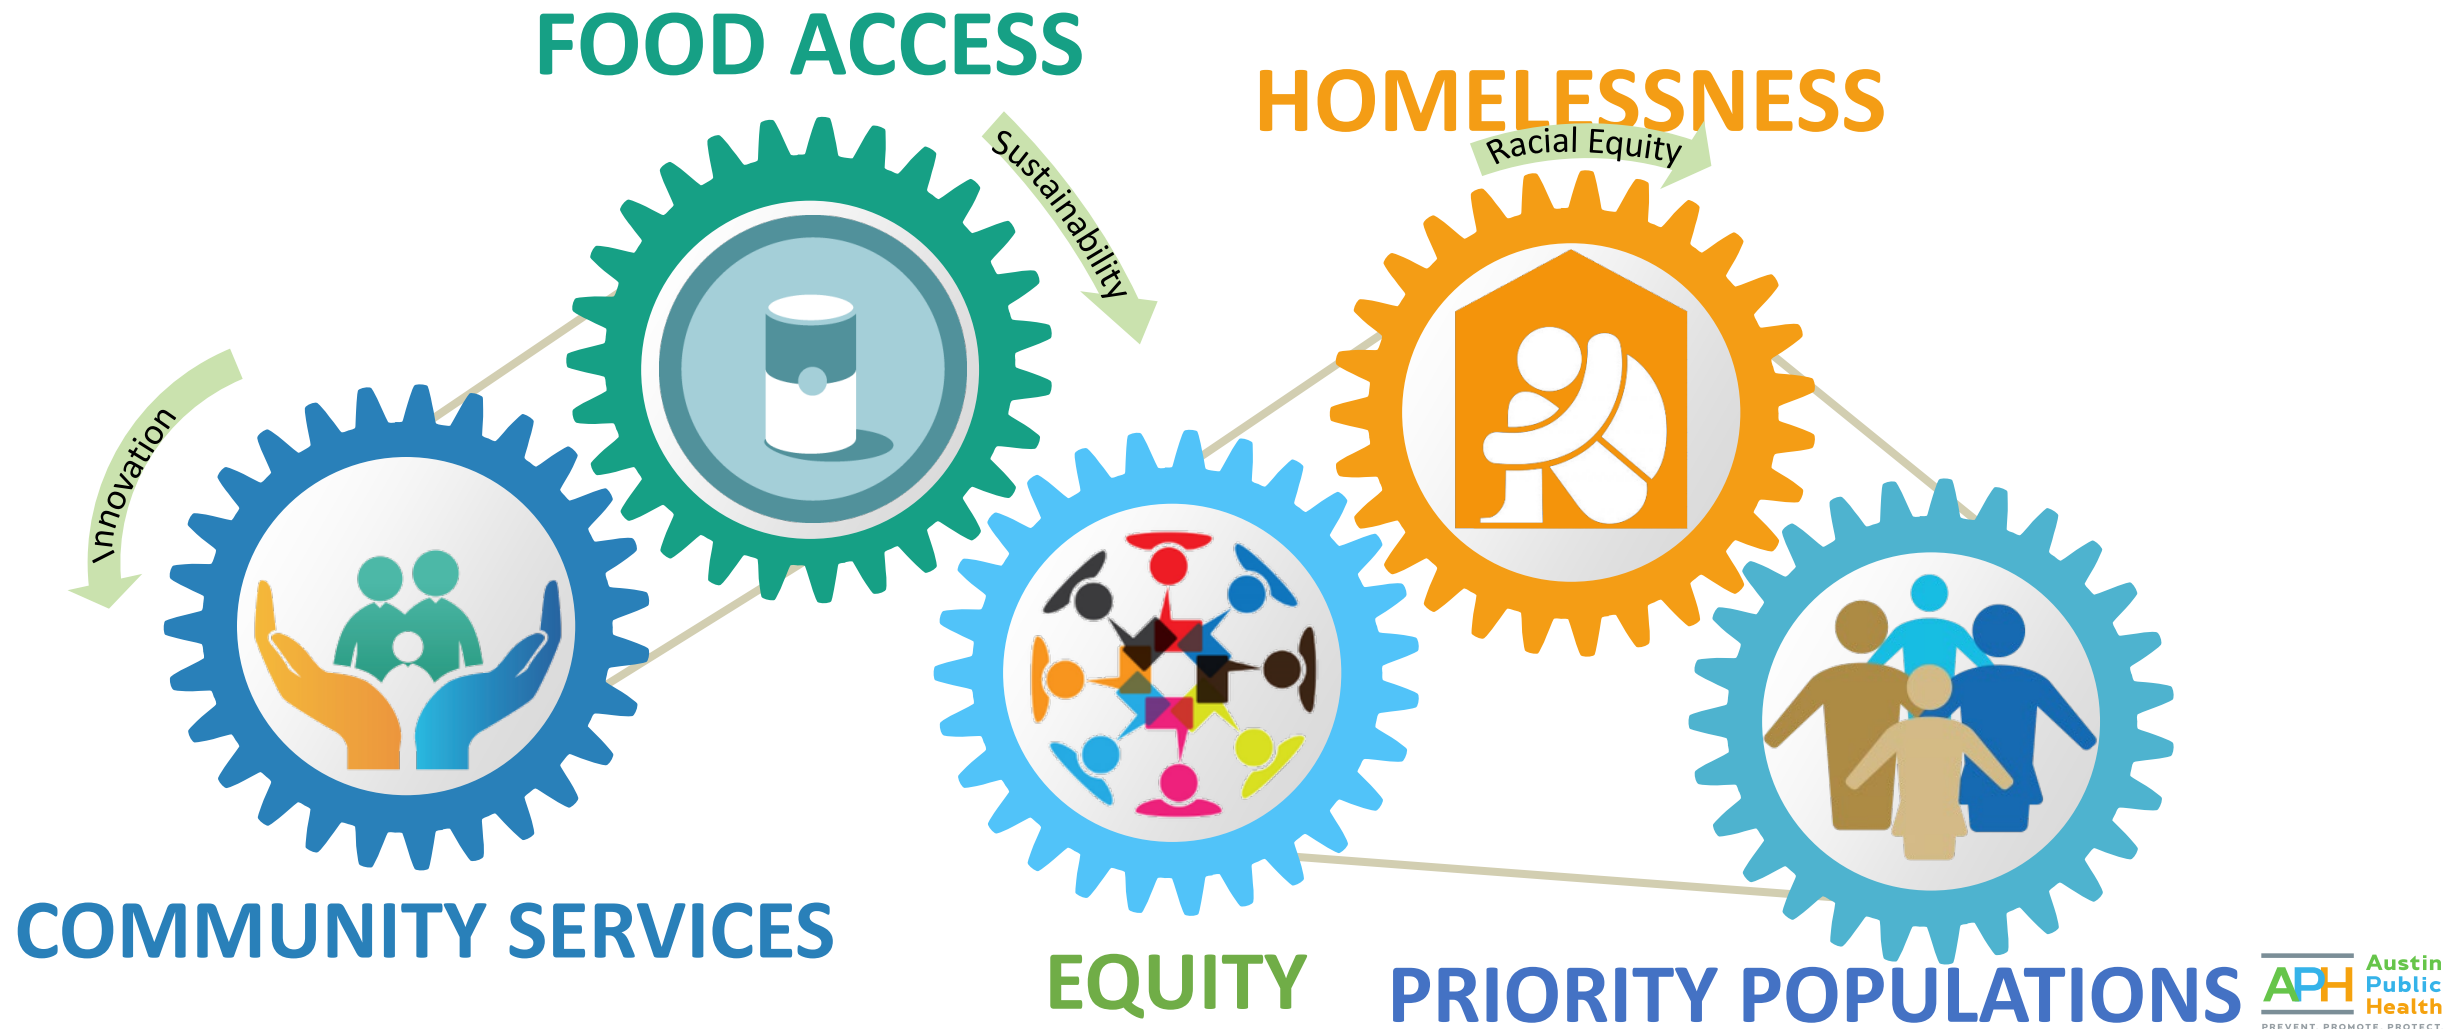 FOOD ACCESS
HOMELESSNESS
Racial Equity
Sustainability
Innovation
COMMUNITY SERVICES
EQUITY
PRIORITY POPULATIONS
APH
Austin
Public
Health
PREVENT. PROMOTE. PROTECT.